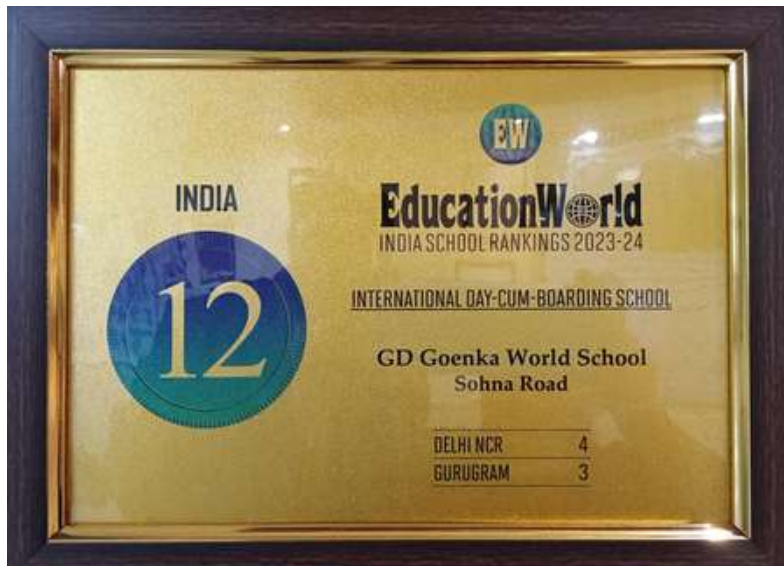 INDIA
12
EW
EducationWorld
INDIA SCHOOL RANKINGS 2023-24
INTERNATIONAL DAY-CUM-BOARDING SCHOOL
GD Goenka World School
Sohna Road
DELHI NCR 4
GURUGRAM 3